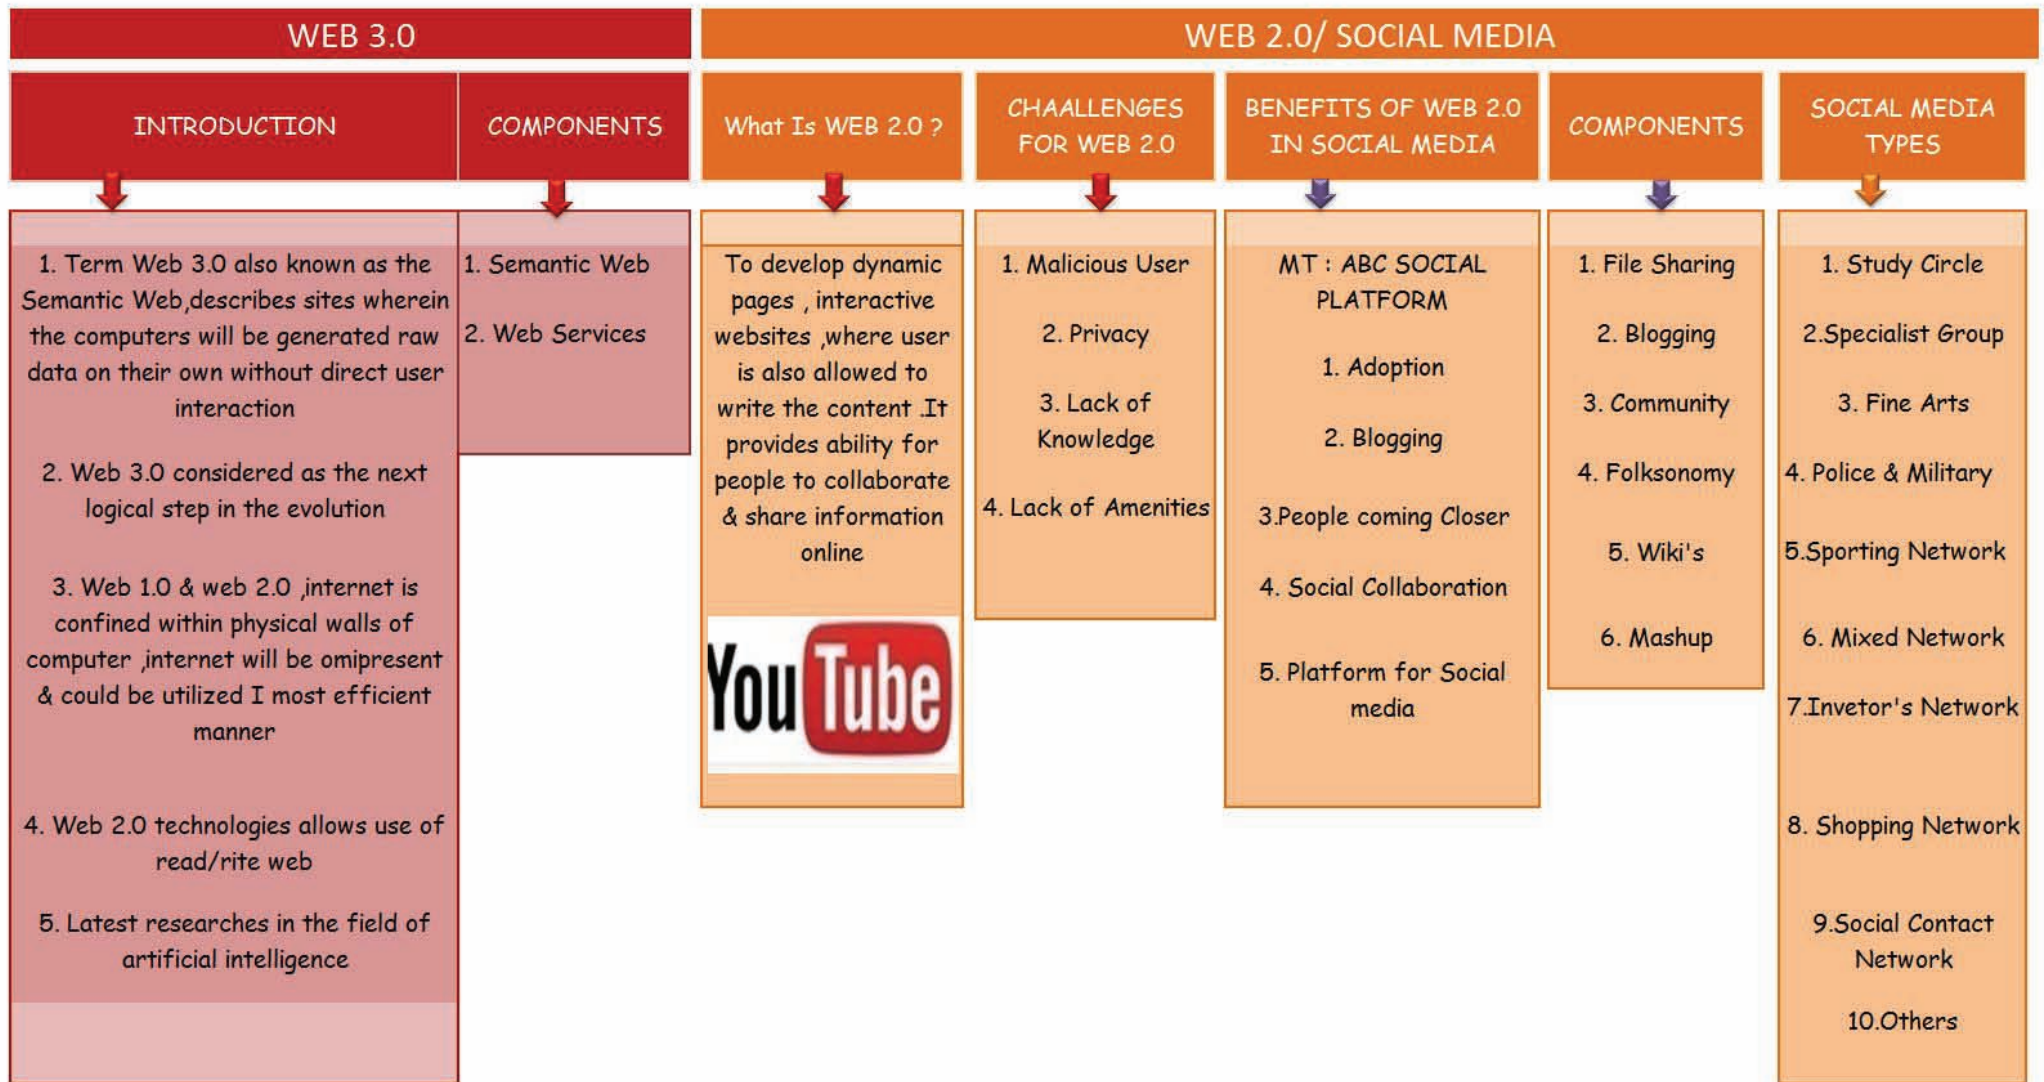 WEB 3.0
WEB 2.0/ SOCIAL MEDIA
INTRODUCTION
COMPONENTS
What Is WEB 2.0 ?
CHAALLENGES
FOR WEB 2.0
BENEFITS OF WEB 2.0
IN SOCIAL MEDIA
COMPONENTS
SOCIAL MEDIA
TYPES
1. Term Web 3.0 also known as the
Semantic Web,describes sites wherein
the computers will be generated raw
data on their own without direct user
interaction
2. Web 3.0 considered as the next
logical step in the evolution
3. Web 1.0 & web 2.0 ,internet is
confined within physical walls of
computer ,internet will be omipresent
& could be utilized I most efficient
manner
4. Web 2.0 technologies allows use of
read/rite web
5. Latest researches in the field of
artificial intelligence
1. Semantic Web
2. Web Services
To develop dynamic
pages , interactive
websites ,where user
is also allowed to
write the content .It
provides ability for
people to collaborate
& share information
online
YouTube
1. Malicious User
2. Privacy
3. Lack of
Knowledge
4. Lack of Amenities
MT : ABC SOCIAL
PLATFORM
1. Adoption
2. Blogging
3.People coming Closer
4. Social Collaboration
5. Platform for Social
media
1. File Sharing
2. Blogging
3. Community
4. Folksonomy
5. Wiki's
6. Mashup
1. Study Circle
2.Specialist Group
3. Fine Arts
4. Police & Military
5.Sporting Network
6. Mixed Network
7.Invetor's Network
8. Shopping Network
9.Social Contact
Network
10.Others